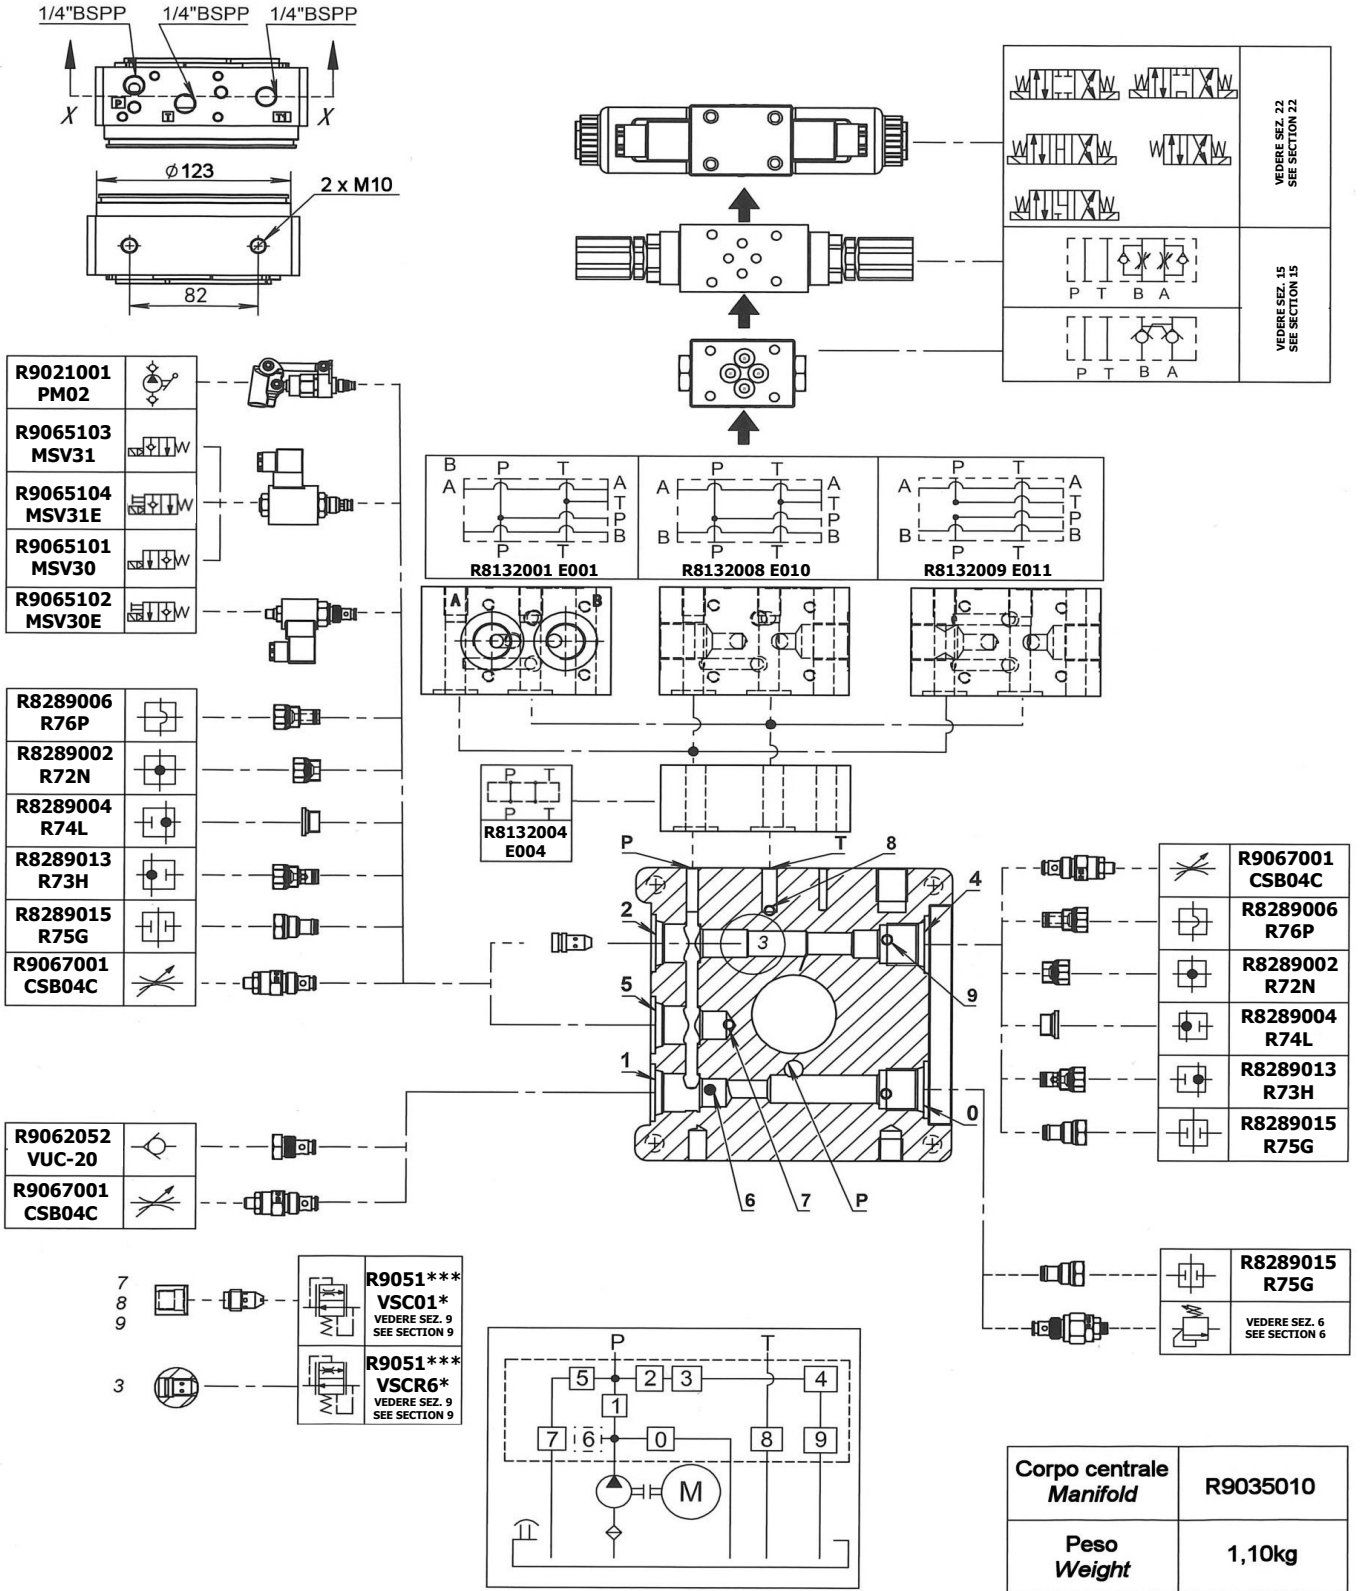 1/4"BSPP 1/4"BSPP 1/4"BSPP
X X
P T T1
Ø 123
2 x M10
82
VEDERE SEZ. 22
SEE SECTION 22
P T B A
VEDERE SEZ. 15
SEE SECTION 15
P T B A
R9021001
PM02
R9065103
MSV31
R9065104
MSV31E
R9065101
MSV30
R9065102
MSV30E
B P T
A A
T
P
B
P T
R8132001 E001
P T
A A
T
P
B B
P T
R8132008 E010
P T
A A
T
P
B B
P T
R8132009 E011
A B
R8289006
R76P
R8289002
R72N
R8289004
R74L
R8289013
R73H
R8289015
R75G
R9067001
CSB04C
P T
P T
R8132004
E004
P T 8
2 3 4
5 9
1 0
6 7 P
R9067001
CSB04C
R8289006
R76P
R8289002
R72N
R8289004
R74L
R8289013
R73H
R8289015
R75G
R9062052
VUC-20
R9067001
CSB04C
R8289015
R75G
VEDERE SEZ. 6
SEE SECTION 6
7
8
9
R9051***
VSC01*
VEDERE SEZ. 9
SEE SECTION 9
3
R9051***
VSCR6*
VEDERE SEZ. 9
SEE SECTION 9
P T
5 2 3 4
1
7 6 0 8 9
M
Corpo centrale
Manifold
R9035010
Peso
Weight
1,10kg